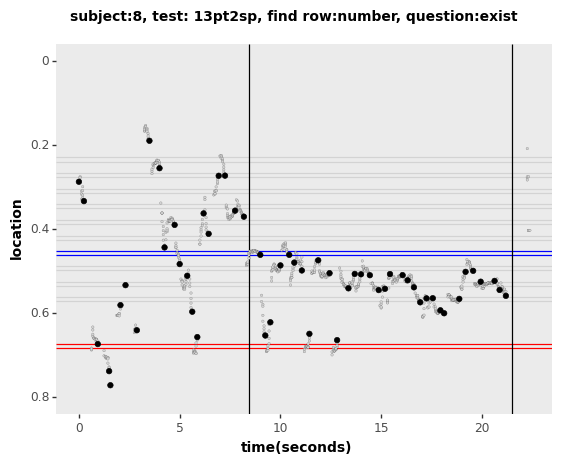 subject:8, test: 13pt2sp, find row:number, question:exist
0
0.2
0.4
0.6
0.8
location
0 5 10 15 20
time(seconds)